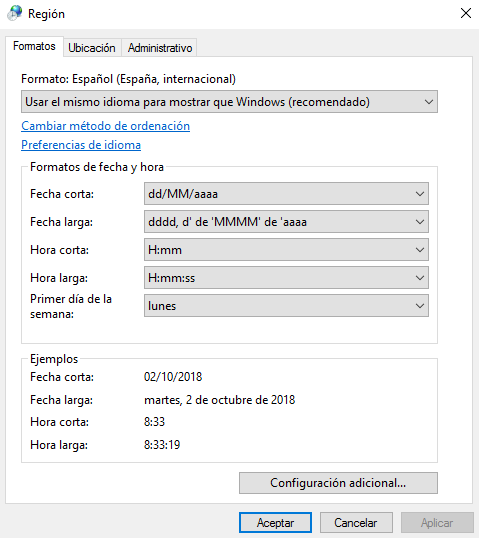 Región
Formatos Ubicación Administrativo
Formato: Español (España, internacional)
Usar el mismo idioma para mostrar que Windows (recomendado)
Cambiar método de ordenación
Preferencias de idioma
Formatos de fecha y hora
Fecha corta: dd/MM/aaaa
Fecha larga: dddd, d' de 'MMMM' de 'aaaa
Hora corta: H:mm
Hora larga: H:mm:ss
Primer día de la
semana: lunes
Ejemplos
Fecha corta: 02/10/2018
Fecha larga: martes, 2 de octubre de 2018
Hora corta: 8:33
Hora larga: 8:33:19
Configuración adicional...
Aceptar Cancelar Aplicar